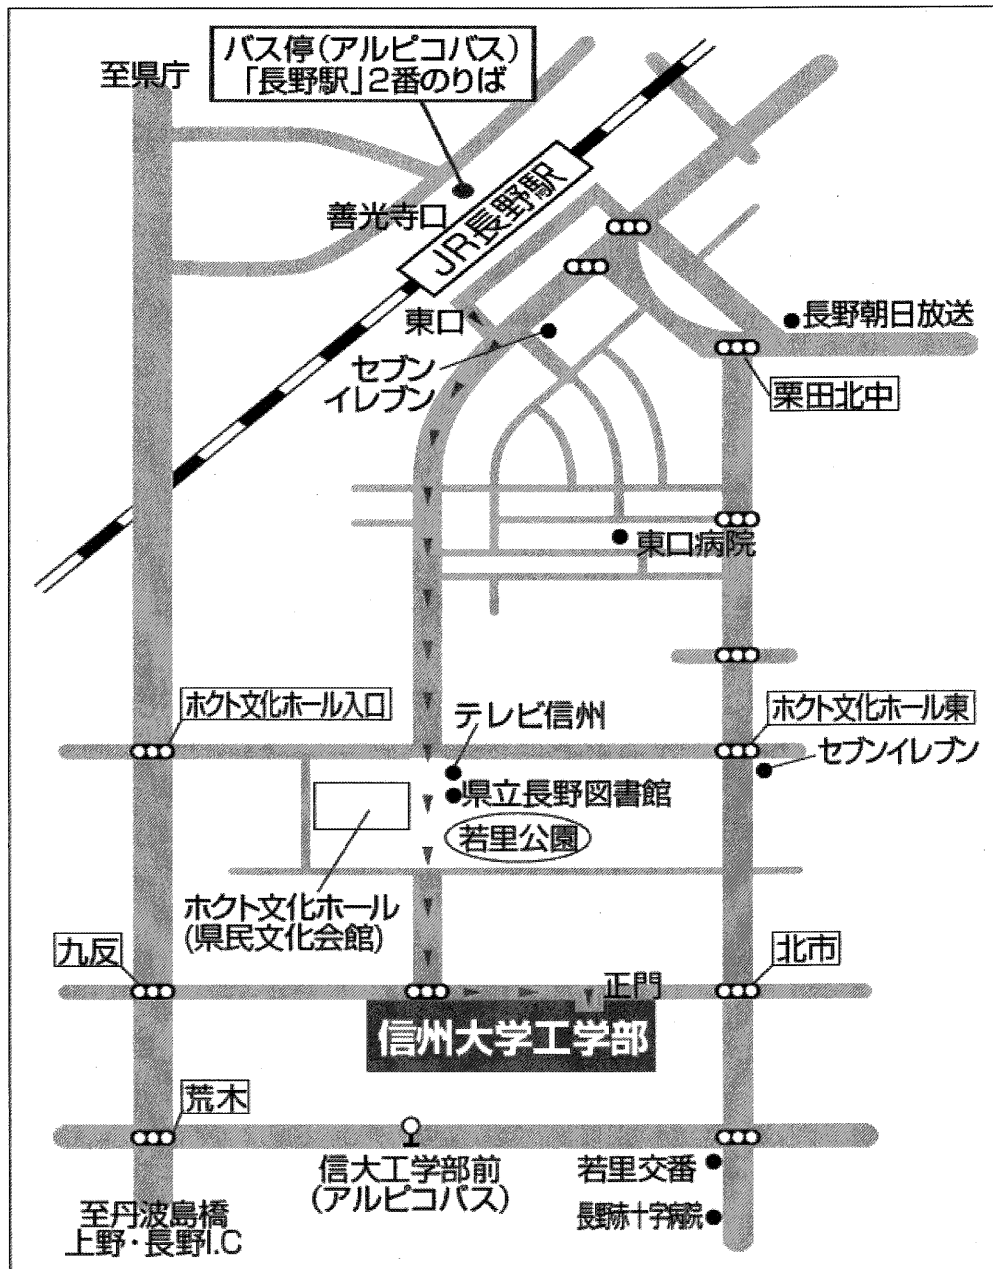 バス停(アルピコバス)
「長野駅」2番のりば
至県庁
善光寺口
JR長野駅
東口
長野朝日放送
セブン
イレブン
栗田北中
東口病院
ホクト文化ホール入口
テレビ信州
ホクト文化ホール東
セブンイレブン
県立長野図書館
若里公園
ホクト文化ホール
(県民文化会館)
九反
北市
正門
信州大学工学部
荒木
信大工学部前
(アルピコバス)
若里交番
長野赤十字病院
至丹波島橋
上野・長野I.C